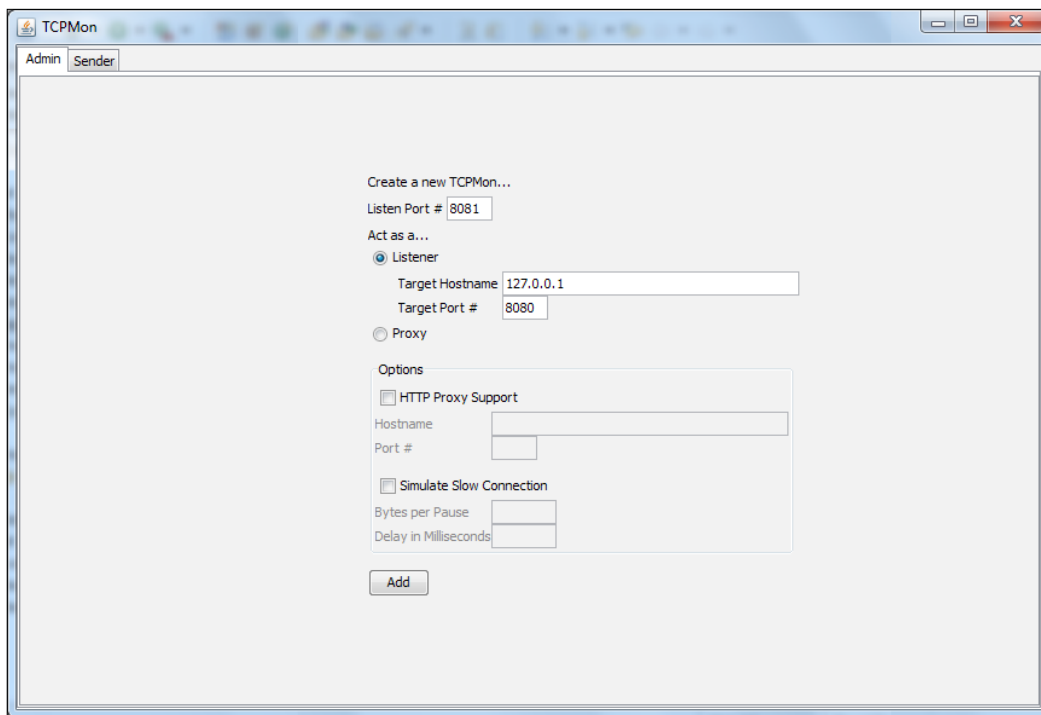 TCPMon
Admin Sender
Create a new TCPMon...
Listen Port # 8081
Act as a...
Listener
Target Hostname 127.0.0.1
Target Port # 8080
Proxy
Options
HTTP Proxy Support
Hostname
Port #
Simulate Slow Connection
Bytes per Pause
Delay in Milliseconds
Add